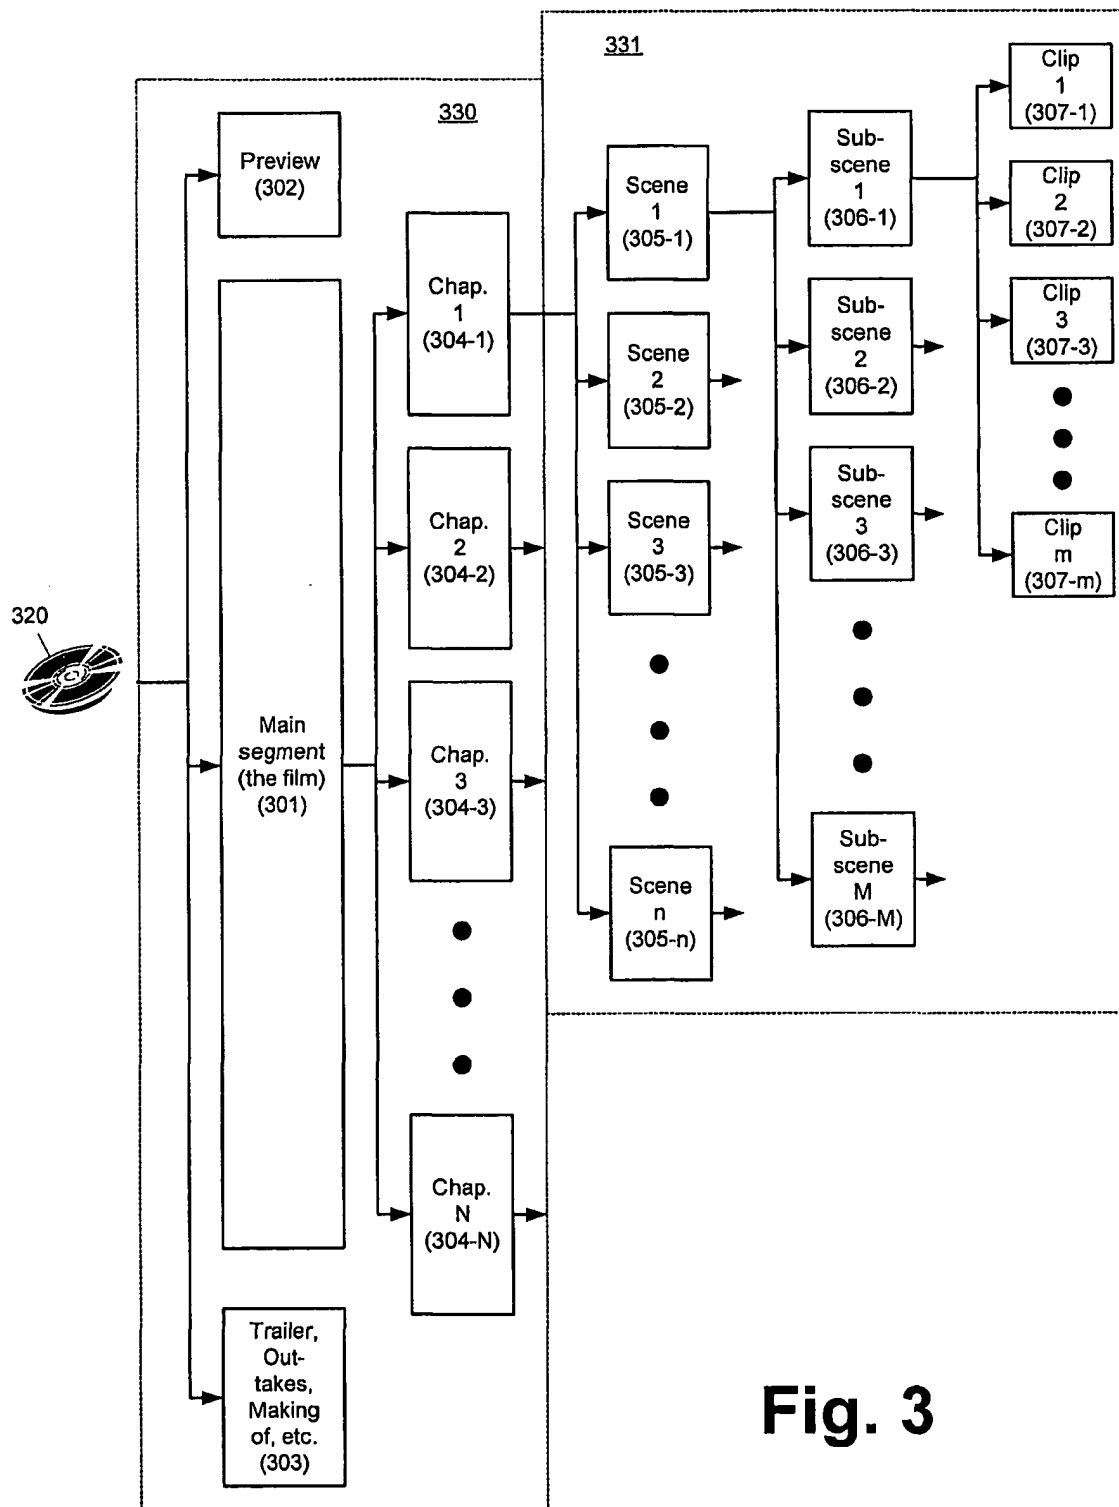 331
330
320
Preview
(302)
Main
segment
(the film)
(301)
Trailer,
Out-
takes,
Making
of, etc.
(303)
Chap.
1
(304-1)
Chap.
2
(304-2)
Chap.
3
(304-3)
Chap.
N
(304-N)
Scene
1
(305-1)
Scene
2
(305-2)
Scene
3
(305-3)
Scene
n
(305-n)
Sub-
scene
1
(306-1)
Sub-
scene
2
(306-2)
Sub-
scene
3
(306-3)
Sub-
scene
M
(306-M)
Clip
1
(307-1)
Clip
2
(307-2)
Clip
3
(307-3)
Clip
m
(307-m)
Fig. 3